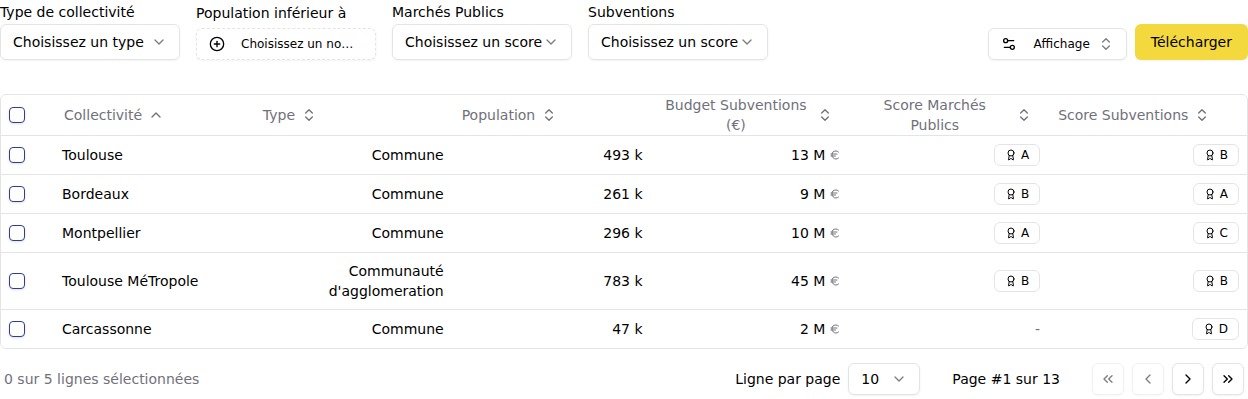 Type de collectivité
Population inférieur à
Marchés Publics
Subventions
Choisissez un type
Choisissez un no...
Choisissez un score
Choisissez un score
Affichage
Télécharger
Collectivité
Type
Population
Budget Subventions (€)
Score Marchés Publics
Score Subventions
Toulouse Commune 493 k 13 M € A B
Bordeaux Commune 261 k 9 M € B A
Montpellier Commune 296 k 10 M € A C
Toulouse MéTropole Communauté d'agglomeration 783 k 45 M € B B
Carcassonne Commune 47 k 2 M € - D
0 sur 5 lignes sélectionnées
Ligne par page
10
Page #1 sur 13